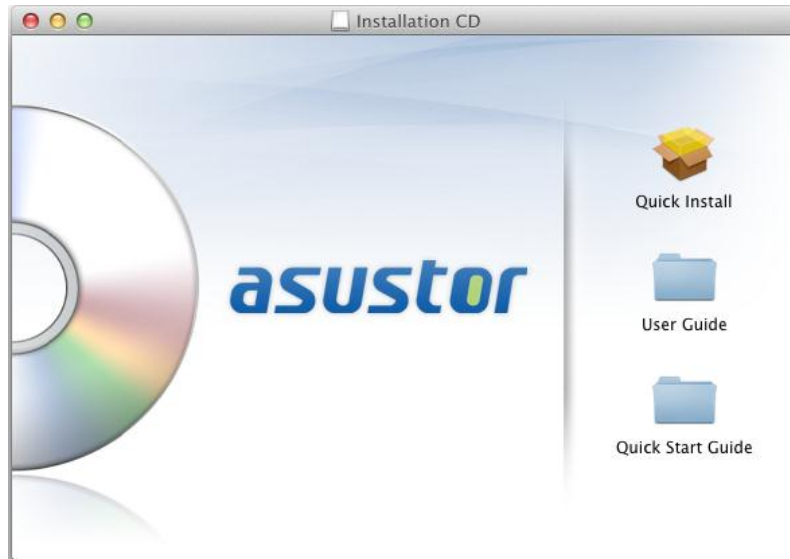 Installation CD
asustor
Quick Install
User Guide
Quick Start Guide